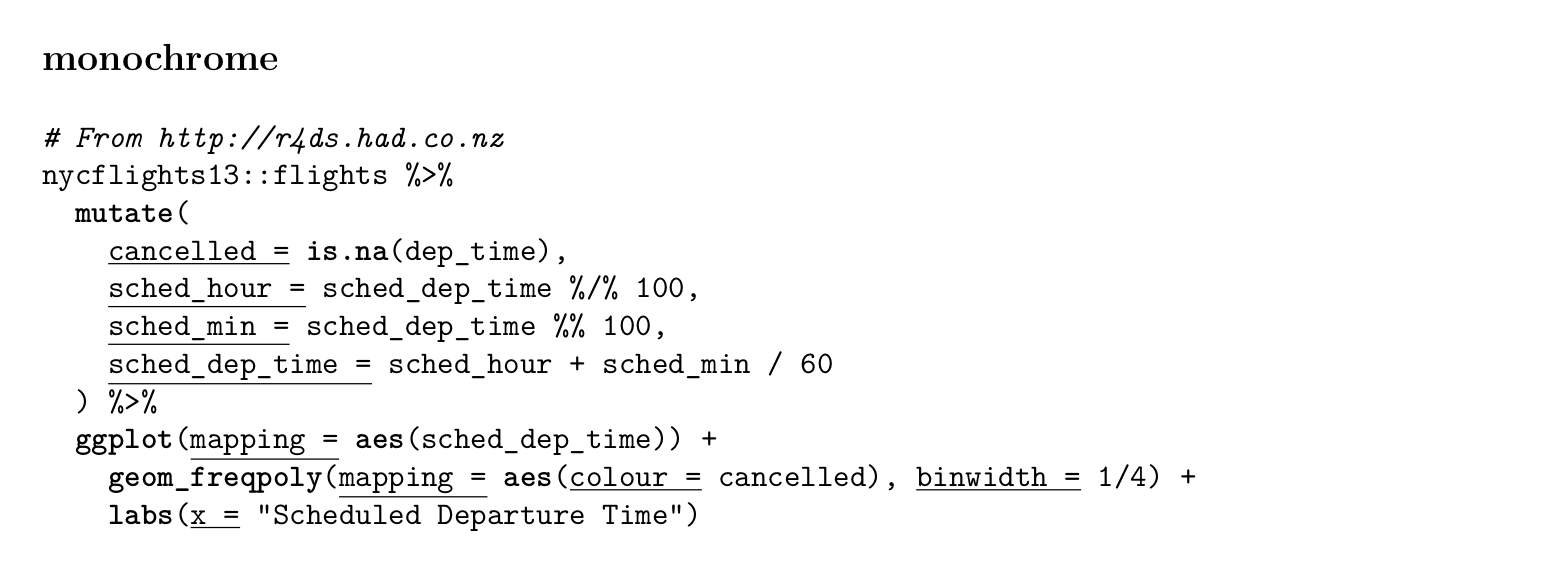 monochrome
# From http://r4ds.had.co.nz
nycflights13::flights %>%
  mutate(
    cancelled = is.na(dep_time),
    sched_hour = sched_dep_time %/% 100,
    sched_min = sched_dep_time %% 100,
    sched_dep_time = sched_hour + sched_min / 60
  ) %>%
  ggplot(mapping = aes(sched_dep_time)) +
    geom_freqpoly(mapping = aes(colour = cancelled), binwidth = 1/4) +
    labs(x = "Scheduled Departure Time")